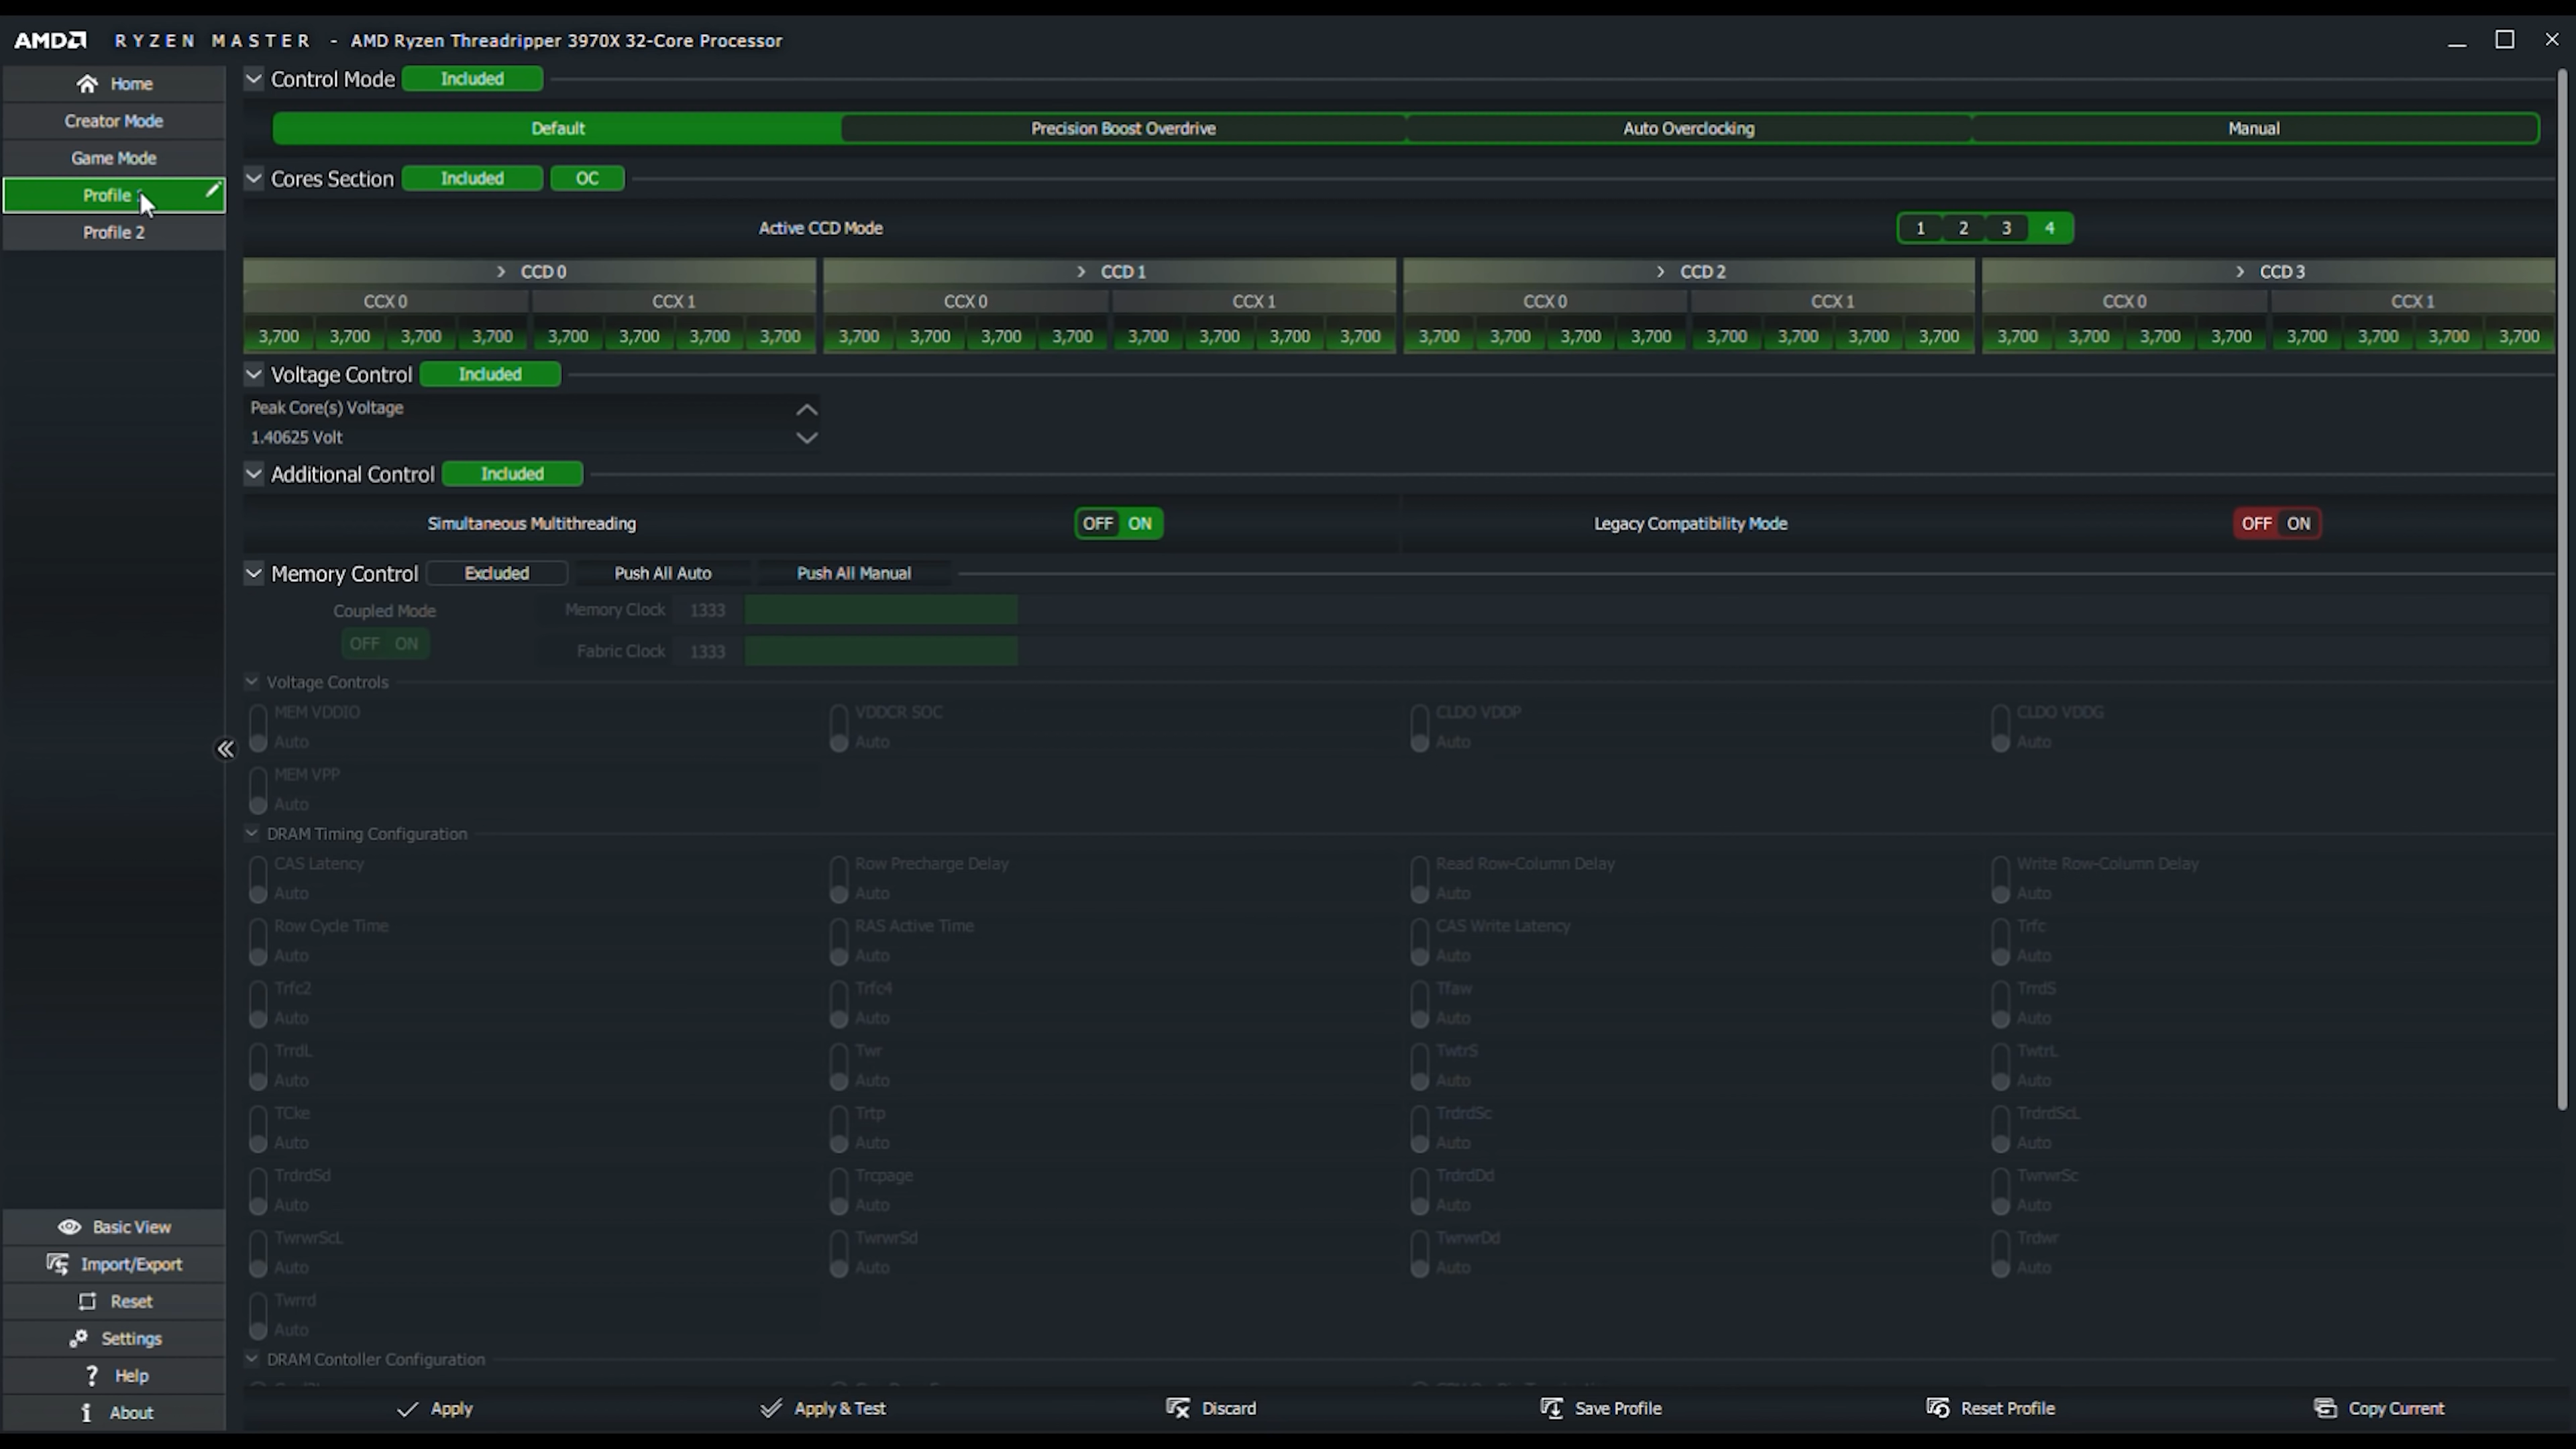 AMD RYZEN MASTER - AMD Ryzen Threadripper 3970X 32-Core Processor
Home
Creator Mode
Game Mode
Profile
Profile 2
Control Mode Included
Default Precision Boost Overdrive Auto Overclocking Manual
Cores Section Included OC
Active CCD Mode 1 2 3 4
CCD 0 CCD 1 CCD 2 CCD 3
CCX 0 CCX 1 CCX 0 CCX 1 CCX 0 CCX 1 CCX 0 CCX 1
3,700 3,700 3,700 3,700 3,700 3,700 3,700 3,700 3,700 3,700 3,700 3,700 3,700 3,700 3,700 3,700 3,700 3,700 3,700 3,700 3,700 3,700 3,700 3,700 3,700 3,700 3,700 3,700 3,700 3,700 3,700 3,700
Voltage Control Included
Peak Core(s) Voltage
1.40625 Volt
Additional Control Included
Simultaneous Multithreading OFF ON Legacy Compatibility Mode OFF ON
Memory Control Excluded Push All Auto Push All Manual
Coupled Mode Memory Clock 1333
OFF ON Fabric Clock 1333
Voltage Controls
MEM VDDIO VDDCR SOC CLDO VDDP CLDO VDDG
Auto Auto Auto Auto
MEM VPP
Auto
DRAM Timing Configuration
CAS Latency Row Precharge Delay Read Row-Column Delay Write Row-Column Delay
Auto Auto Auto Auto
Row Cycle Time RAS Active Time CAS Write Latency Trfc
Auto Auto Auto Auto
Trfc2 Trfc4 Tfaw TrrdS
Auto Auto Auto Auto
TrrdL Twr TwtrS TwtrL
Auto Auto Auto Auto
TCke Trtp TrdrdSc TrdrdScL
Auto Auto Auto Auto
TrdrdSd Trcpage TrdrdDd TwrwrSc
Auto Auto Auto Auto
TwrwrScL TwrwrSd TwrwrDd Trdwr
Auto Auto Auto Auto
Twrrd
Auto
DRAM Contoller Configuration
Basic View
Import/Export
Reset
Settings
Help
About
Apply Apply & Test Discard Save Profile Reset Profile Copy Current